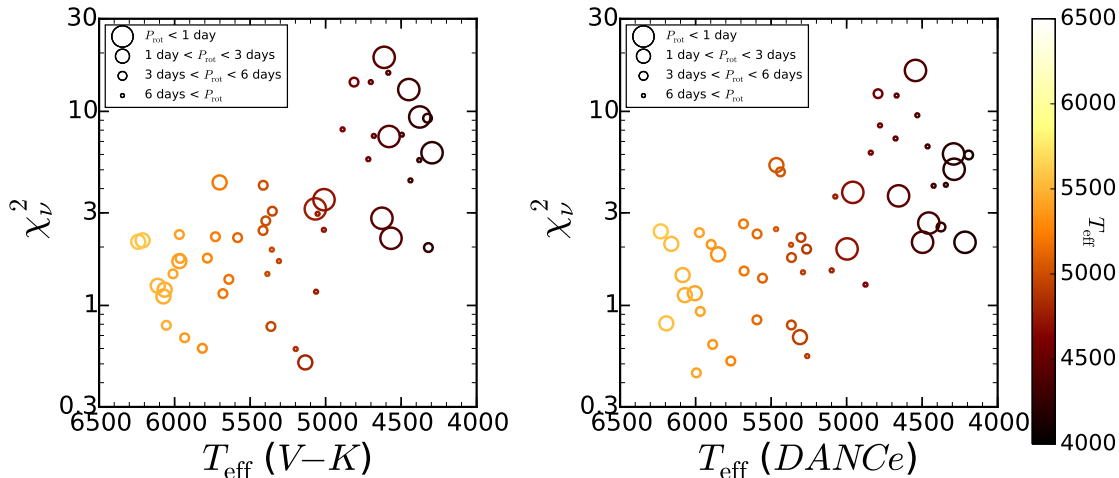 30
10
3
1
0.3
χ²ᵥ
P_rot < 1 day
1 day < P_rot < 3 days
3 days < P_rot < 6 days
6 days < P_rot
6500 6000 5500 5000 4500 4000
T_eff (V−K)
30
10
3
1
0.3
χ²ᵥ
P_rot < 1 day
1 day < P_rot < 3 days
3 days < P_rot < 6 days
6 days < P_rot
6500 6000 5500 5000 4500 4000
T_eff (DANCe)
6500
6000
5500
5000
4500
4000
T_eff